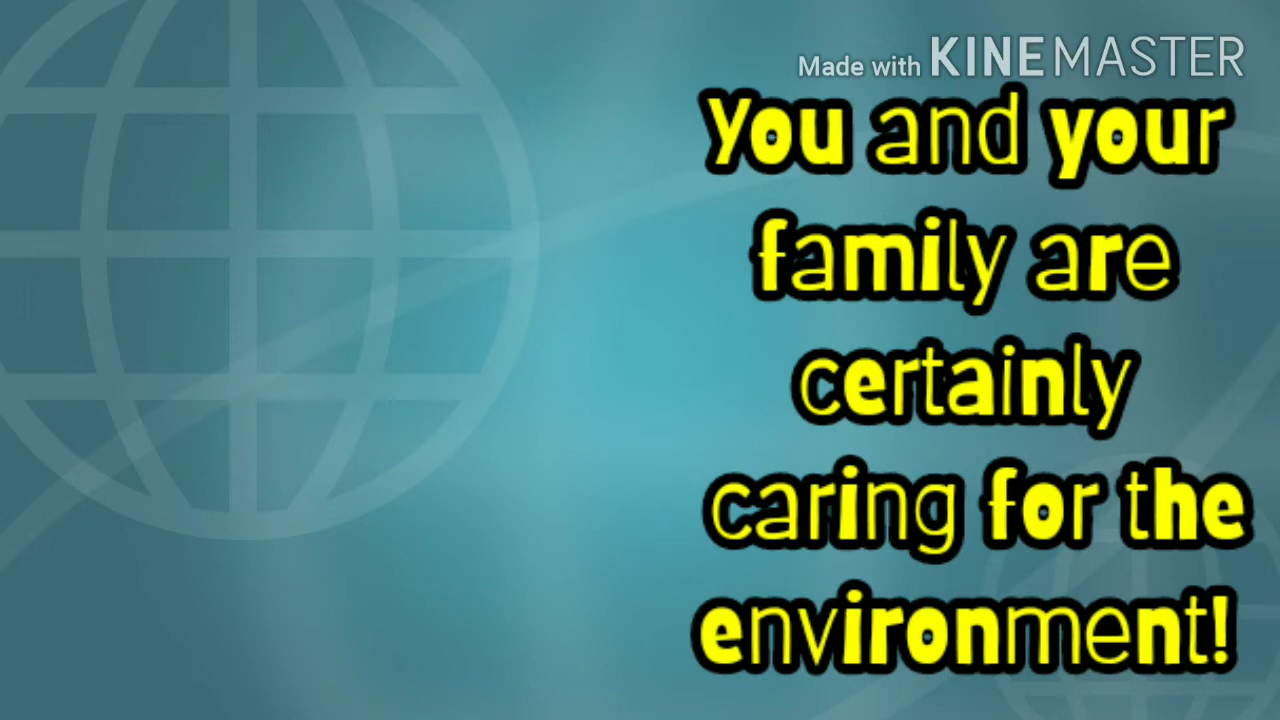 Made with KINEMASTER
You and your
family are
certainly
caring for the
environment!